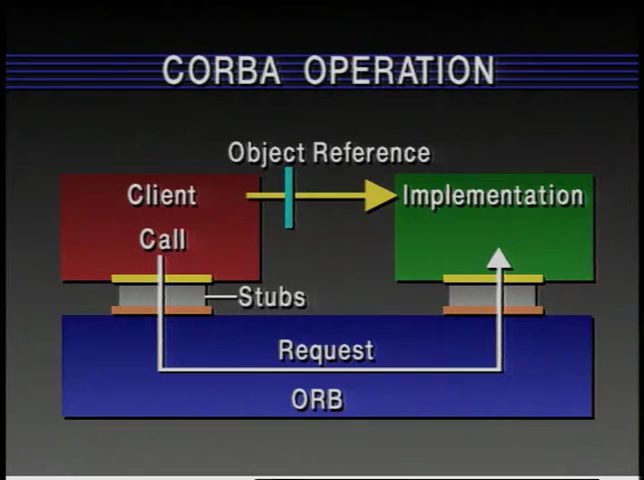 CORBA OPERATION
Object Reference
Client
Implementation
Call
Stubs
Request
ORB